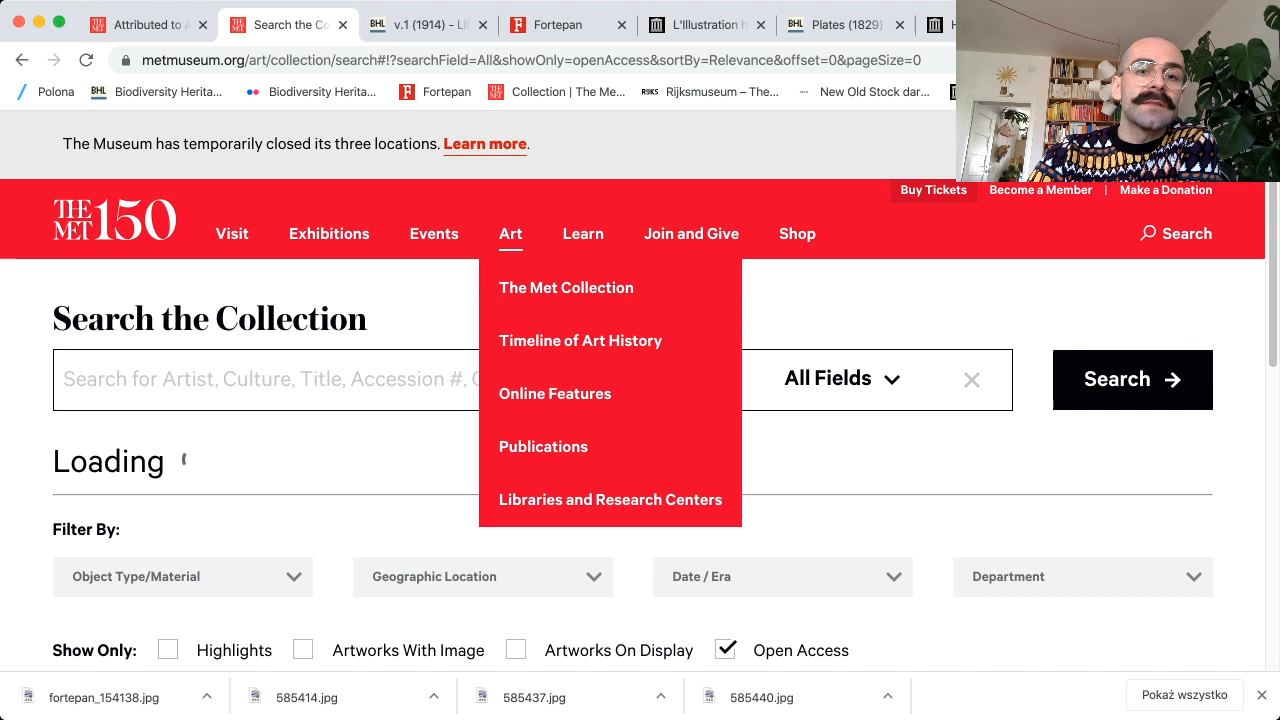 Attributed to A
Search the Co
v.1 (1914) - Li
Fortepan
L'Illustration h
Plates (1829)
metmuseum.org/art/collection/search#!?searchField=All&showOnly=openAccess&sortBy=Relevance&offset=0&pageSize=0
Polona
BHL
Biodiversity Herita...
Biodiversity Herita...
Fortepan
Collection | The Me...
RIJKS
Rijksmuseum – The...
New Old Stock dar...
The Museum has temporarily closed its three locations. Learn more.
Buy Tickets
Become a Member | Make a Donation
THE MET 150
Visit
Exhibitions
Events
Art
Learn
Join and Give
Shop
Search
The Met Collection
Timeline of Art History
Online Features
Publications
Libraries and Research Centers
Search the Collection
Search for Artist, Culture, Title, Accession #,
All Fields
Search
Loading
Filter By:
Object Type/Material
Geographic Location
Date / Era
Department
Show Only:
Highlights
Artworks With Image
Artworks On Display
Open Access
fortepan_154138.jpg
585414.jpg
585437.jpg
585440.jpg
Pokaż wszystko